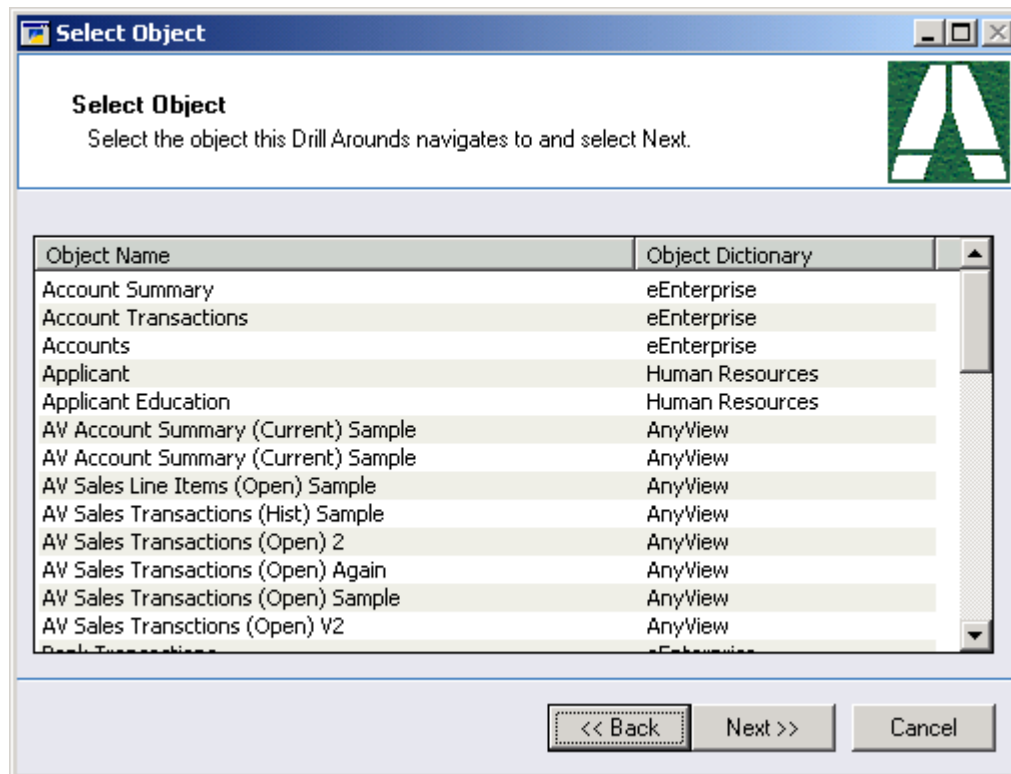 Select Object
Select Object
Select the object this Drill Arounds navigates to and select Next.
Object Name Object Dictionary
Account Summary eEnterprise
Account Transactions eEnterprise
Accounts eEnterprise
Applicant Human Resources
Applicant Education Human Resources
AV Account Summary (Current) Sample AnyView
AV Account Summary (Current) Sample AnyView
AV Sales Line Items (Open) Sample AnyView
AV Sales Transactions (Hist) Sample AnyView
AV Sales Transactions (Open) 2 AnyView
AV Sales Transactions (Open) Again AnyView
AV Sales Transactions (Open) Sample AnyView
AV Sales Transctions (Open) V2 AnyView
Bank Transactions eEnterprise
<< Back Next >> Cancel